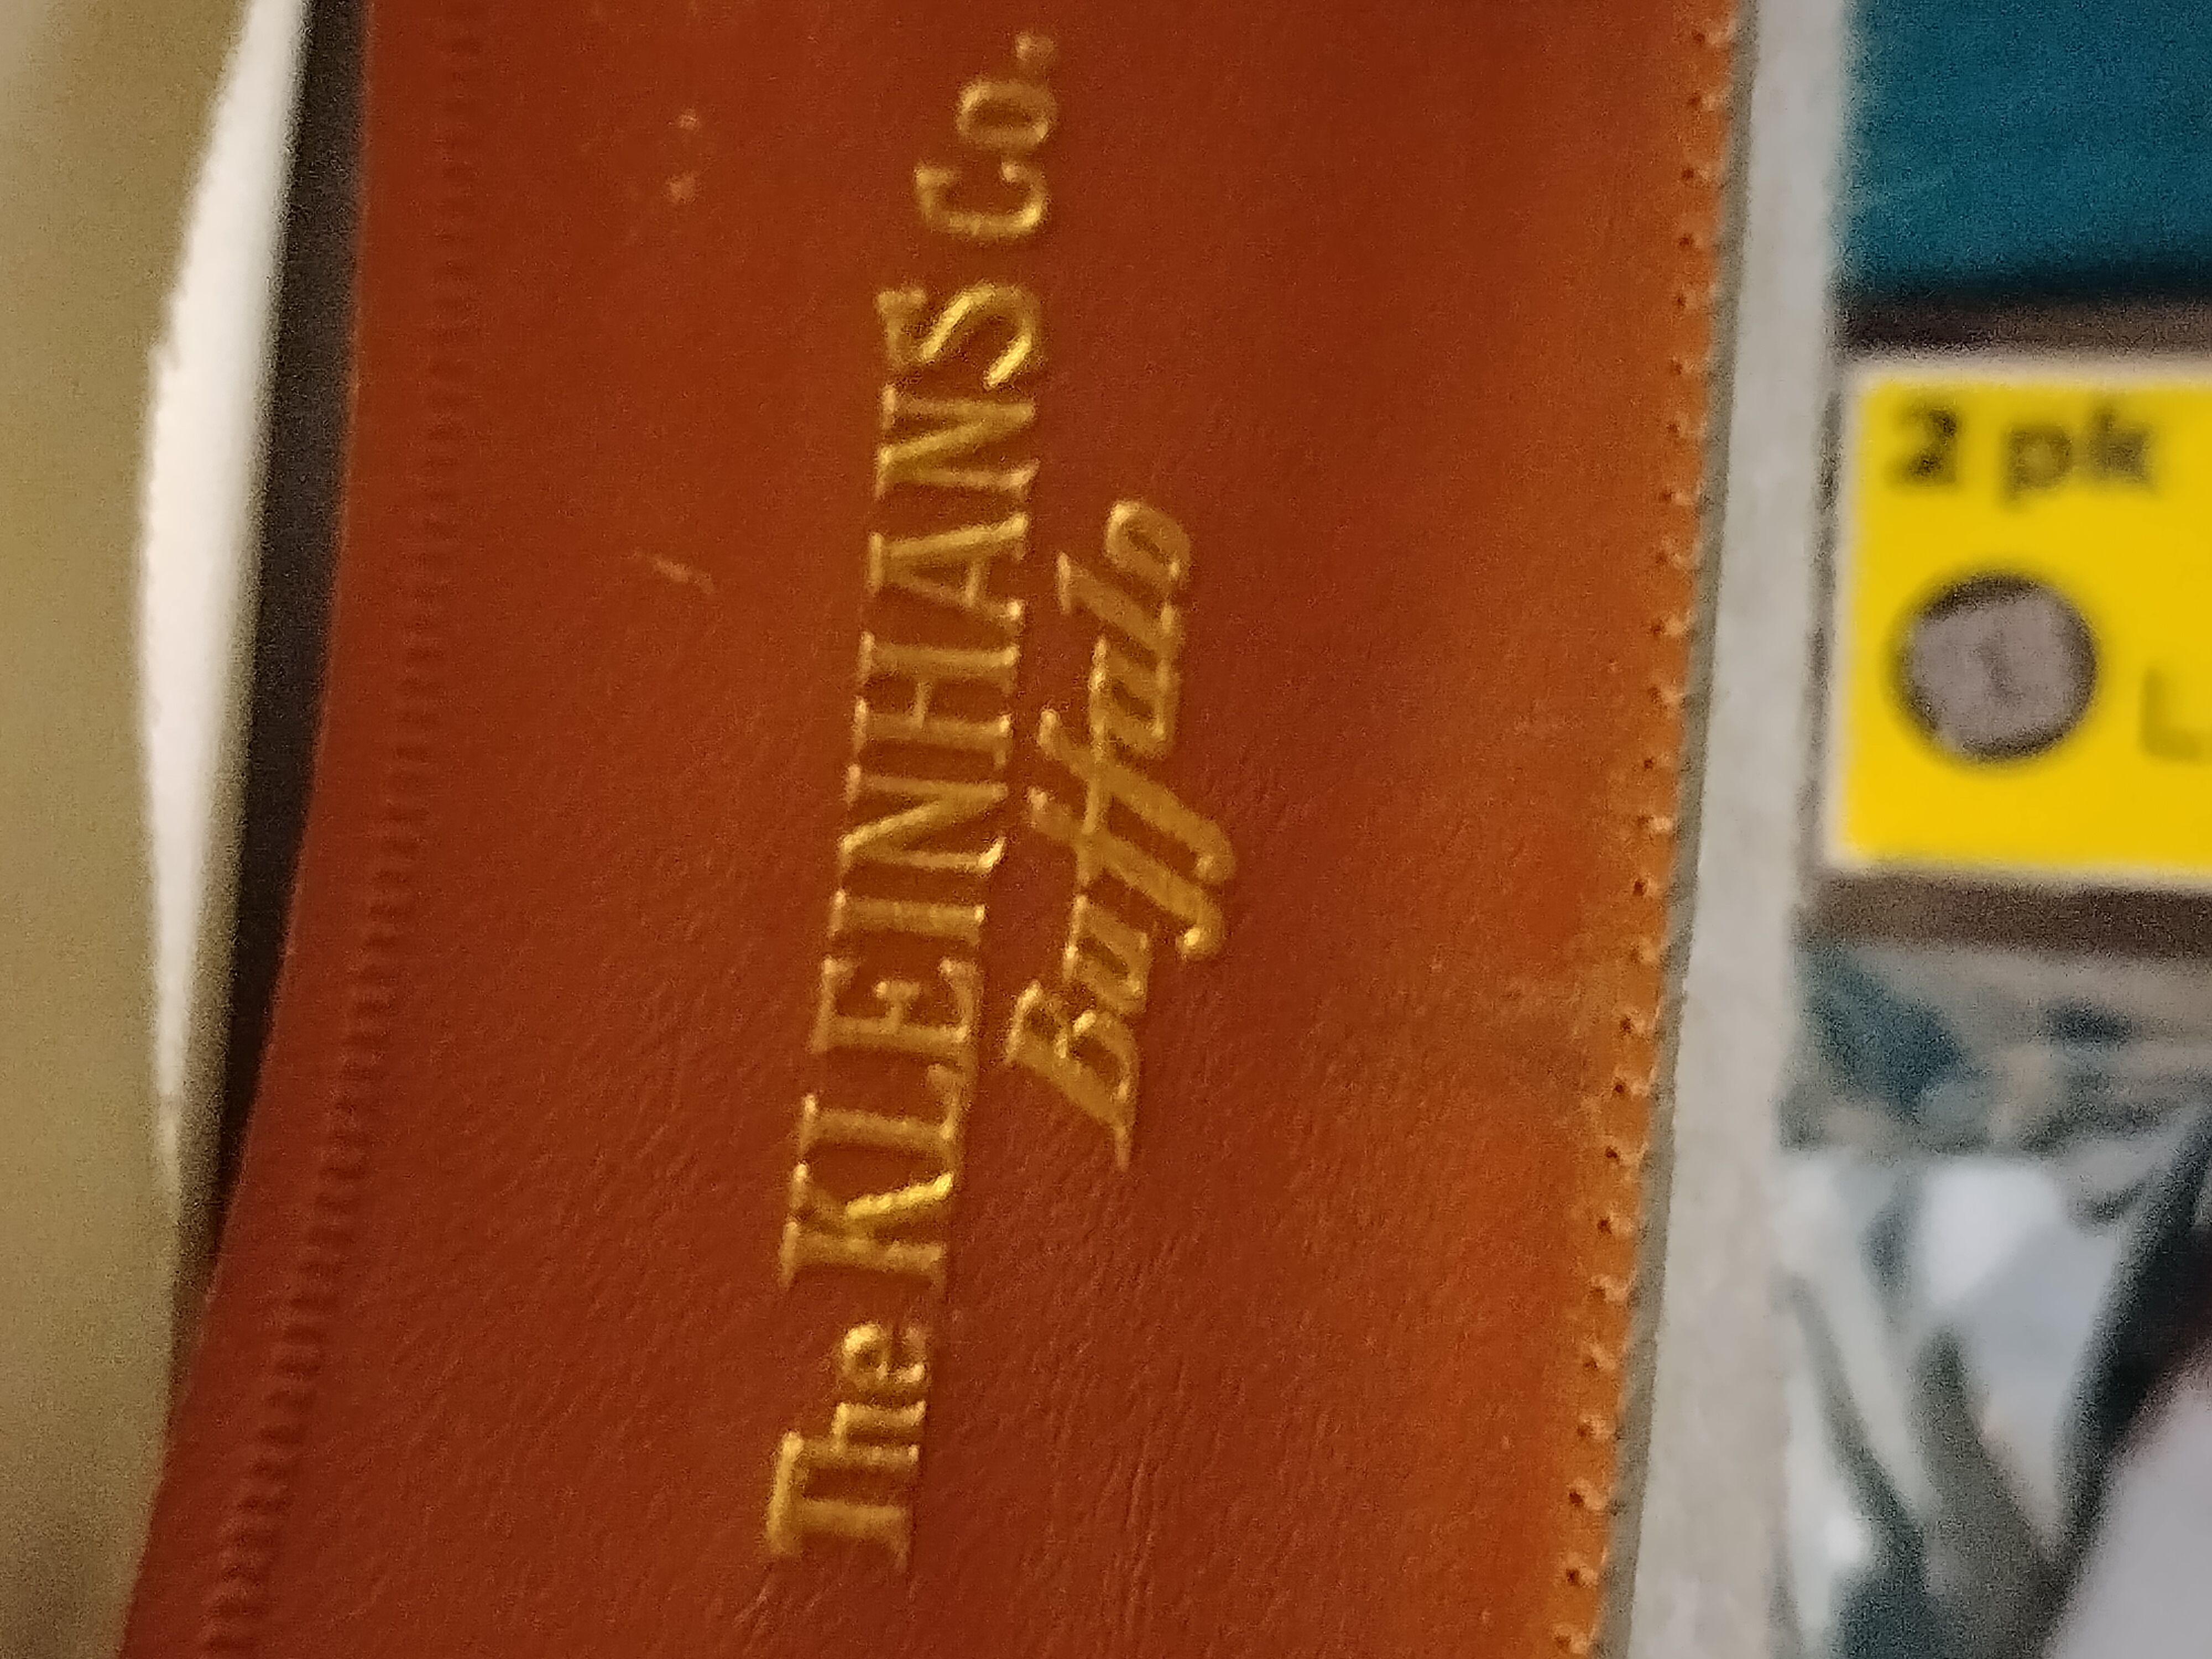 The KLEINHANS Co.
Buffalo
2 pk
L